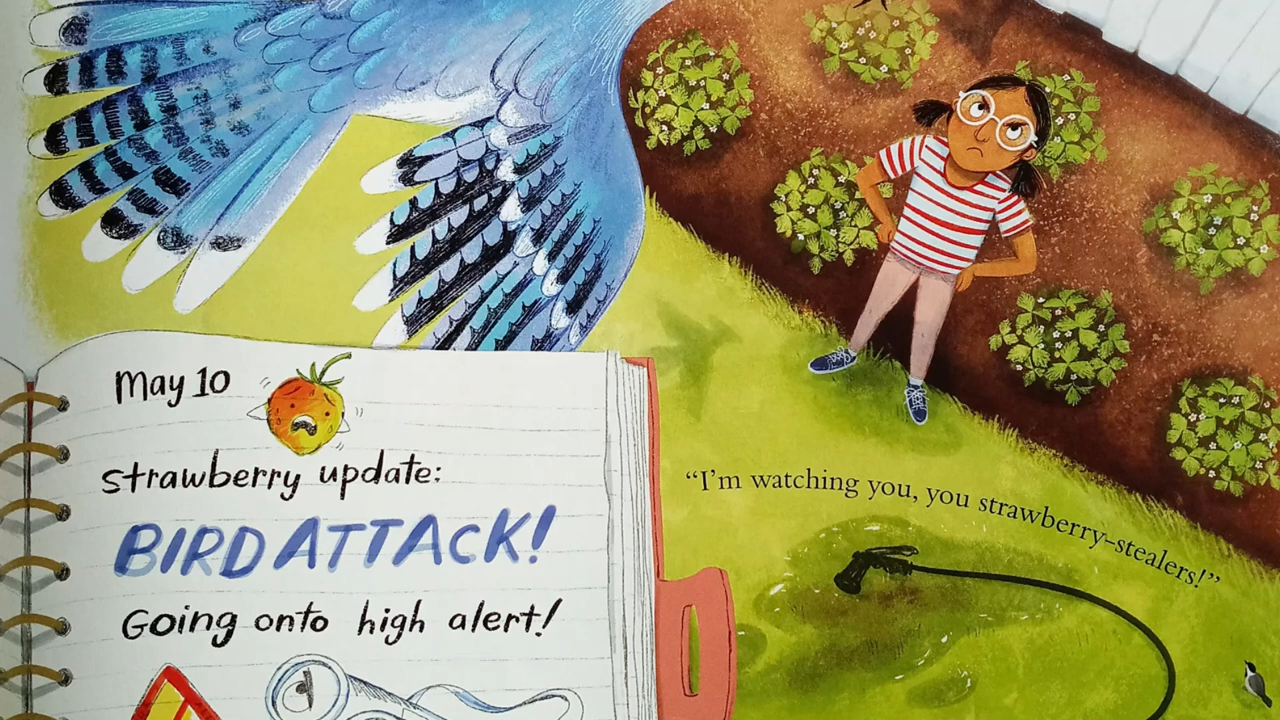 May 10
strawberry update:
BIRD ATTACK!
Going onto high alert!
“I’m watching you, you strawberry-stealers!”